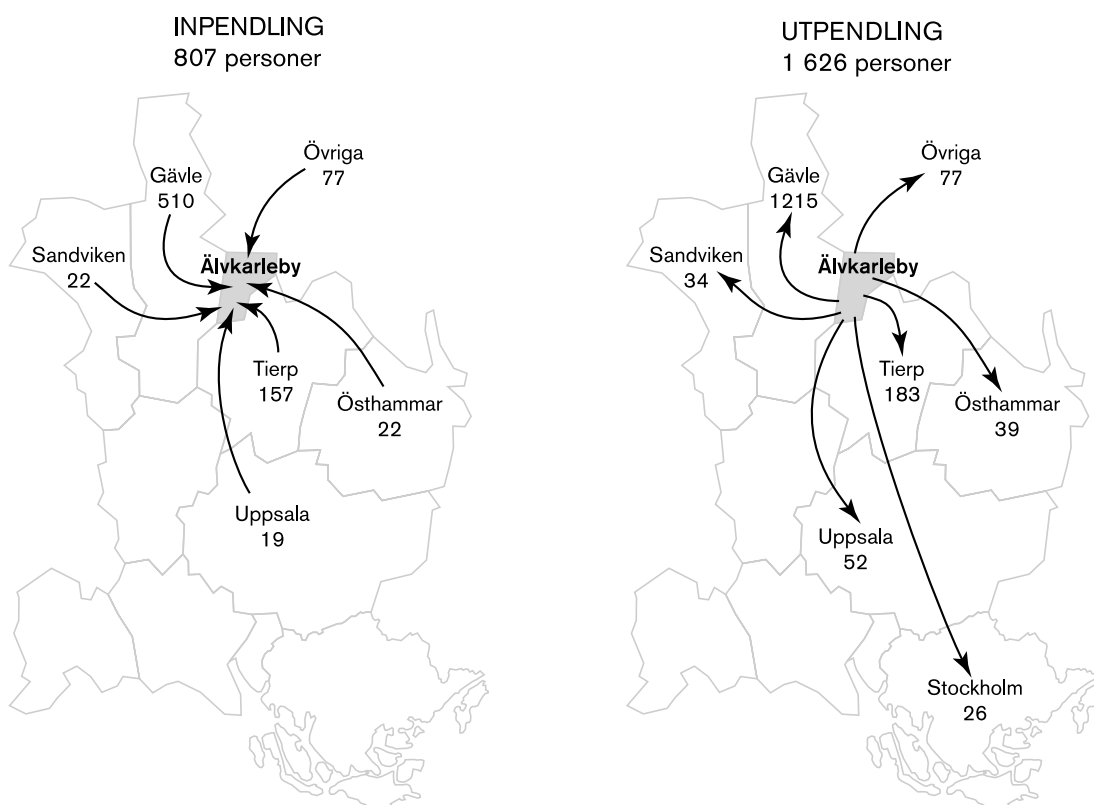 INPENDLING
807 personer
Övriga
77
Gävle
510
Sandviken
22
Älvkarleby
Tierp
157
Östhammar
22
Uppsala
19
UTPENDLING
1 626 personer
Övriga
77
Gävle
1215
Sandviken
34
Älvkarleby
Tierp
183
Östhammar
39
Uppsala
52
Stockholm
26